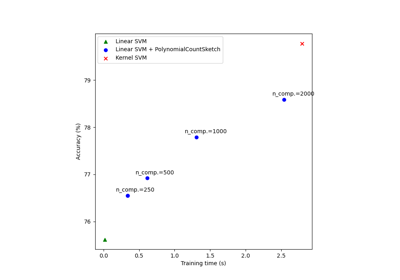 Linear SVM
Linear SVM + PolynomialCountSketch
Kernel SVM
79
78
77
76
Accuracy (%)
n_comp.=2000
n_comp.=1000
n_comp.=500
n_comp.=250
0.0 0.5 1.0 1.5 2.0 2.5
Training time (s)